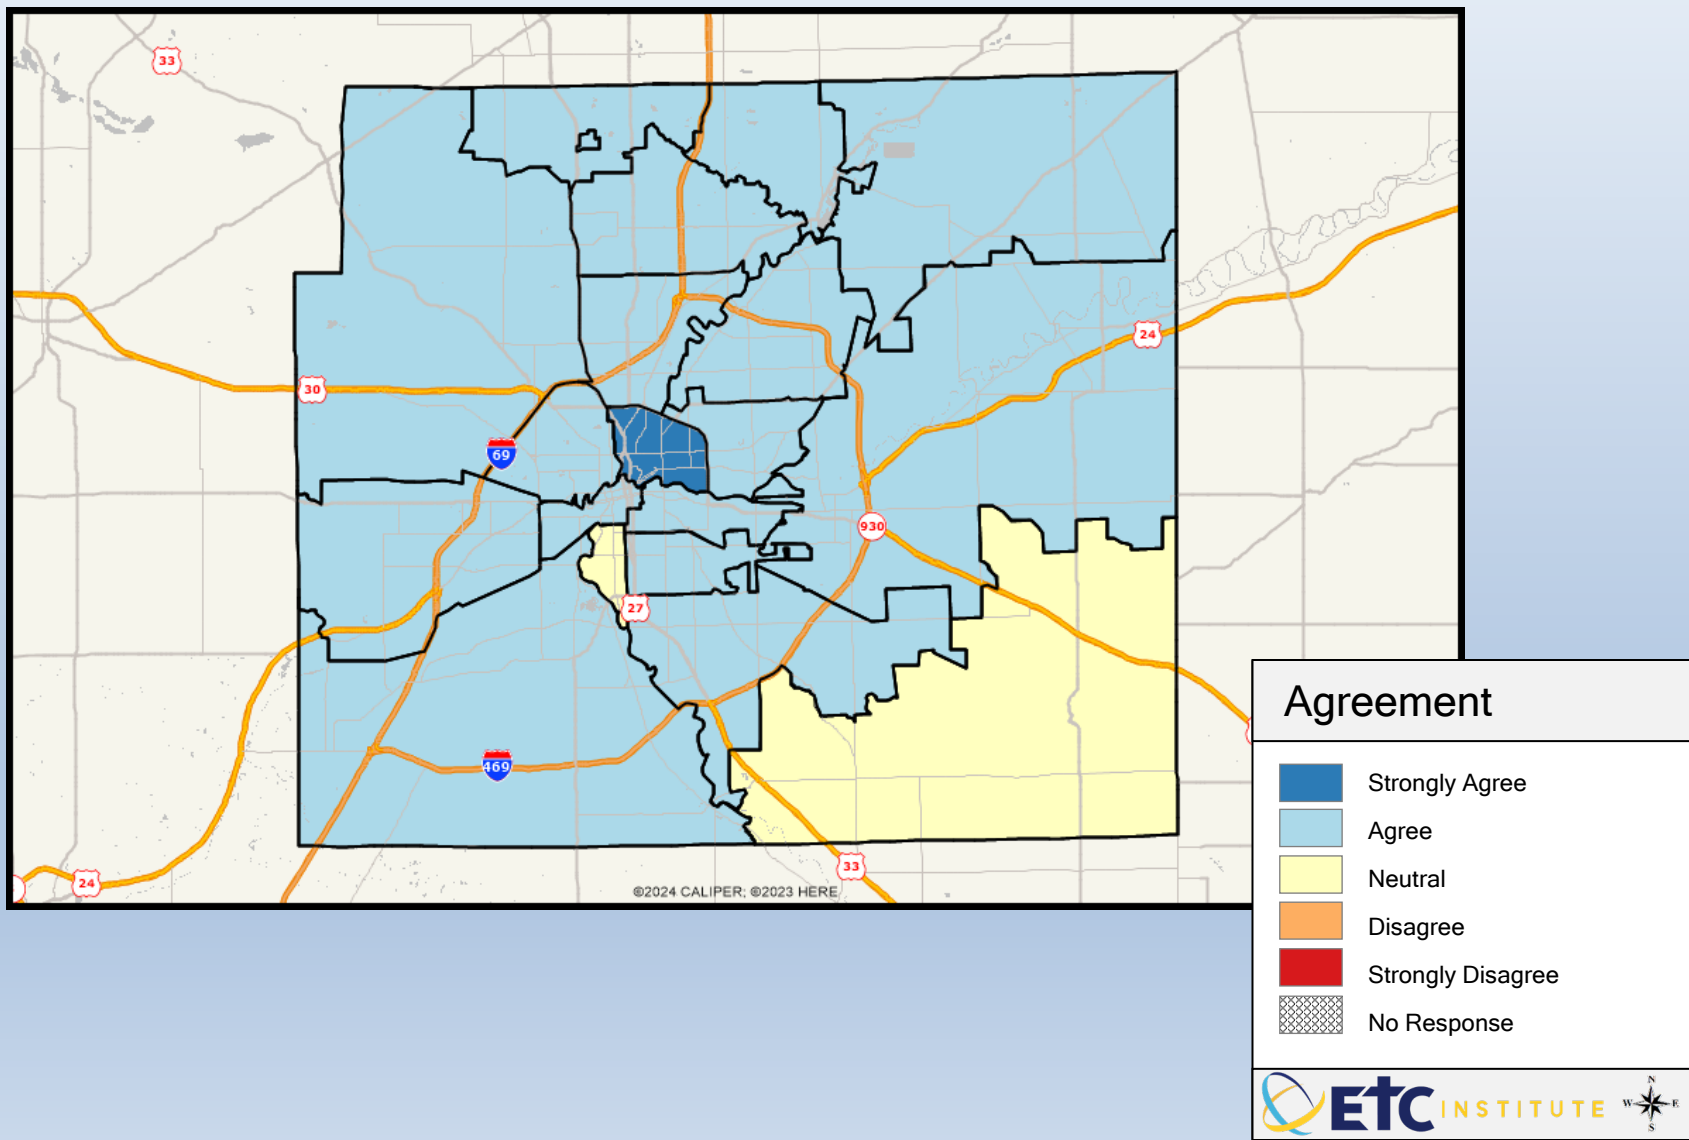 33
24
30
69
930
27
469
33
24
©2024 CALIPER; ©2023 HERE
Agreement
Strongly Agree
Agree
Neutral
Disagree
Strongly Disagree
No Response
ETC INSTITUTE
N
W E
S